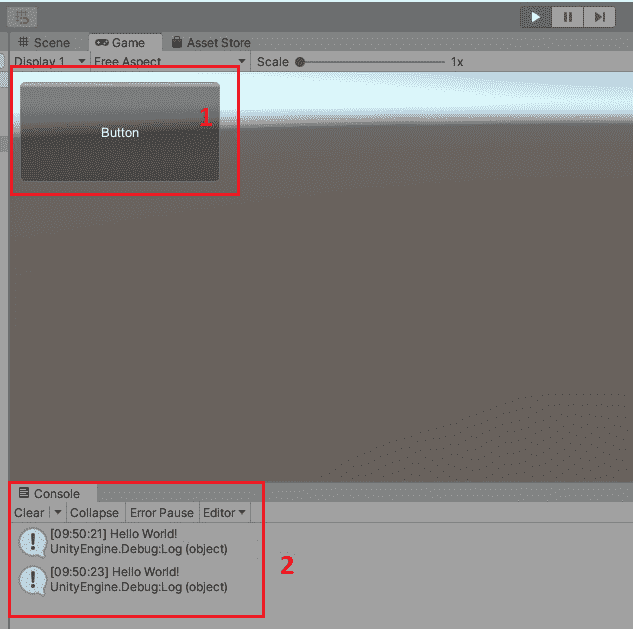 Scene Game Asset Store
Display 1 Free Aspect Scale 1x
1
Button
Console
Clear Collapse Error Pause Editor
[09:50:21] Hello World!
UnityEngine.Debug:Log (object)
2
[09:50:23] Hello World!
UnityEngine.Debug:Log (object)